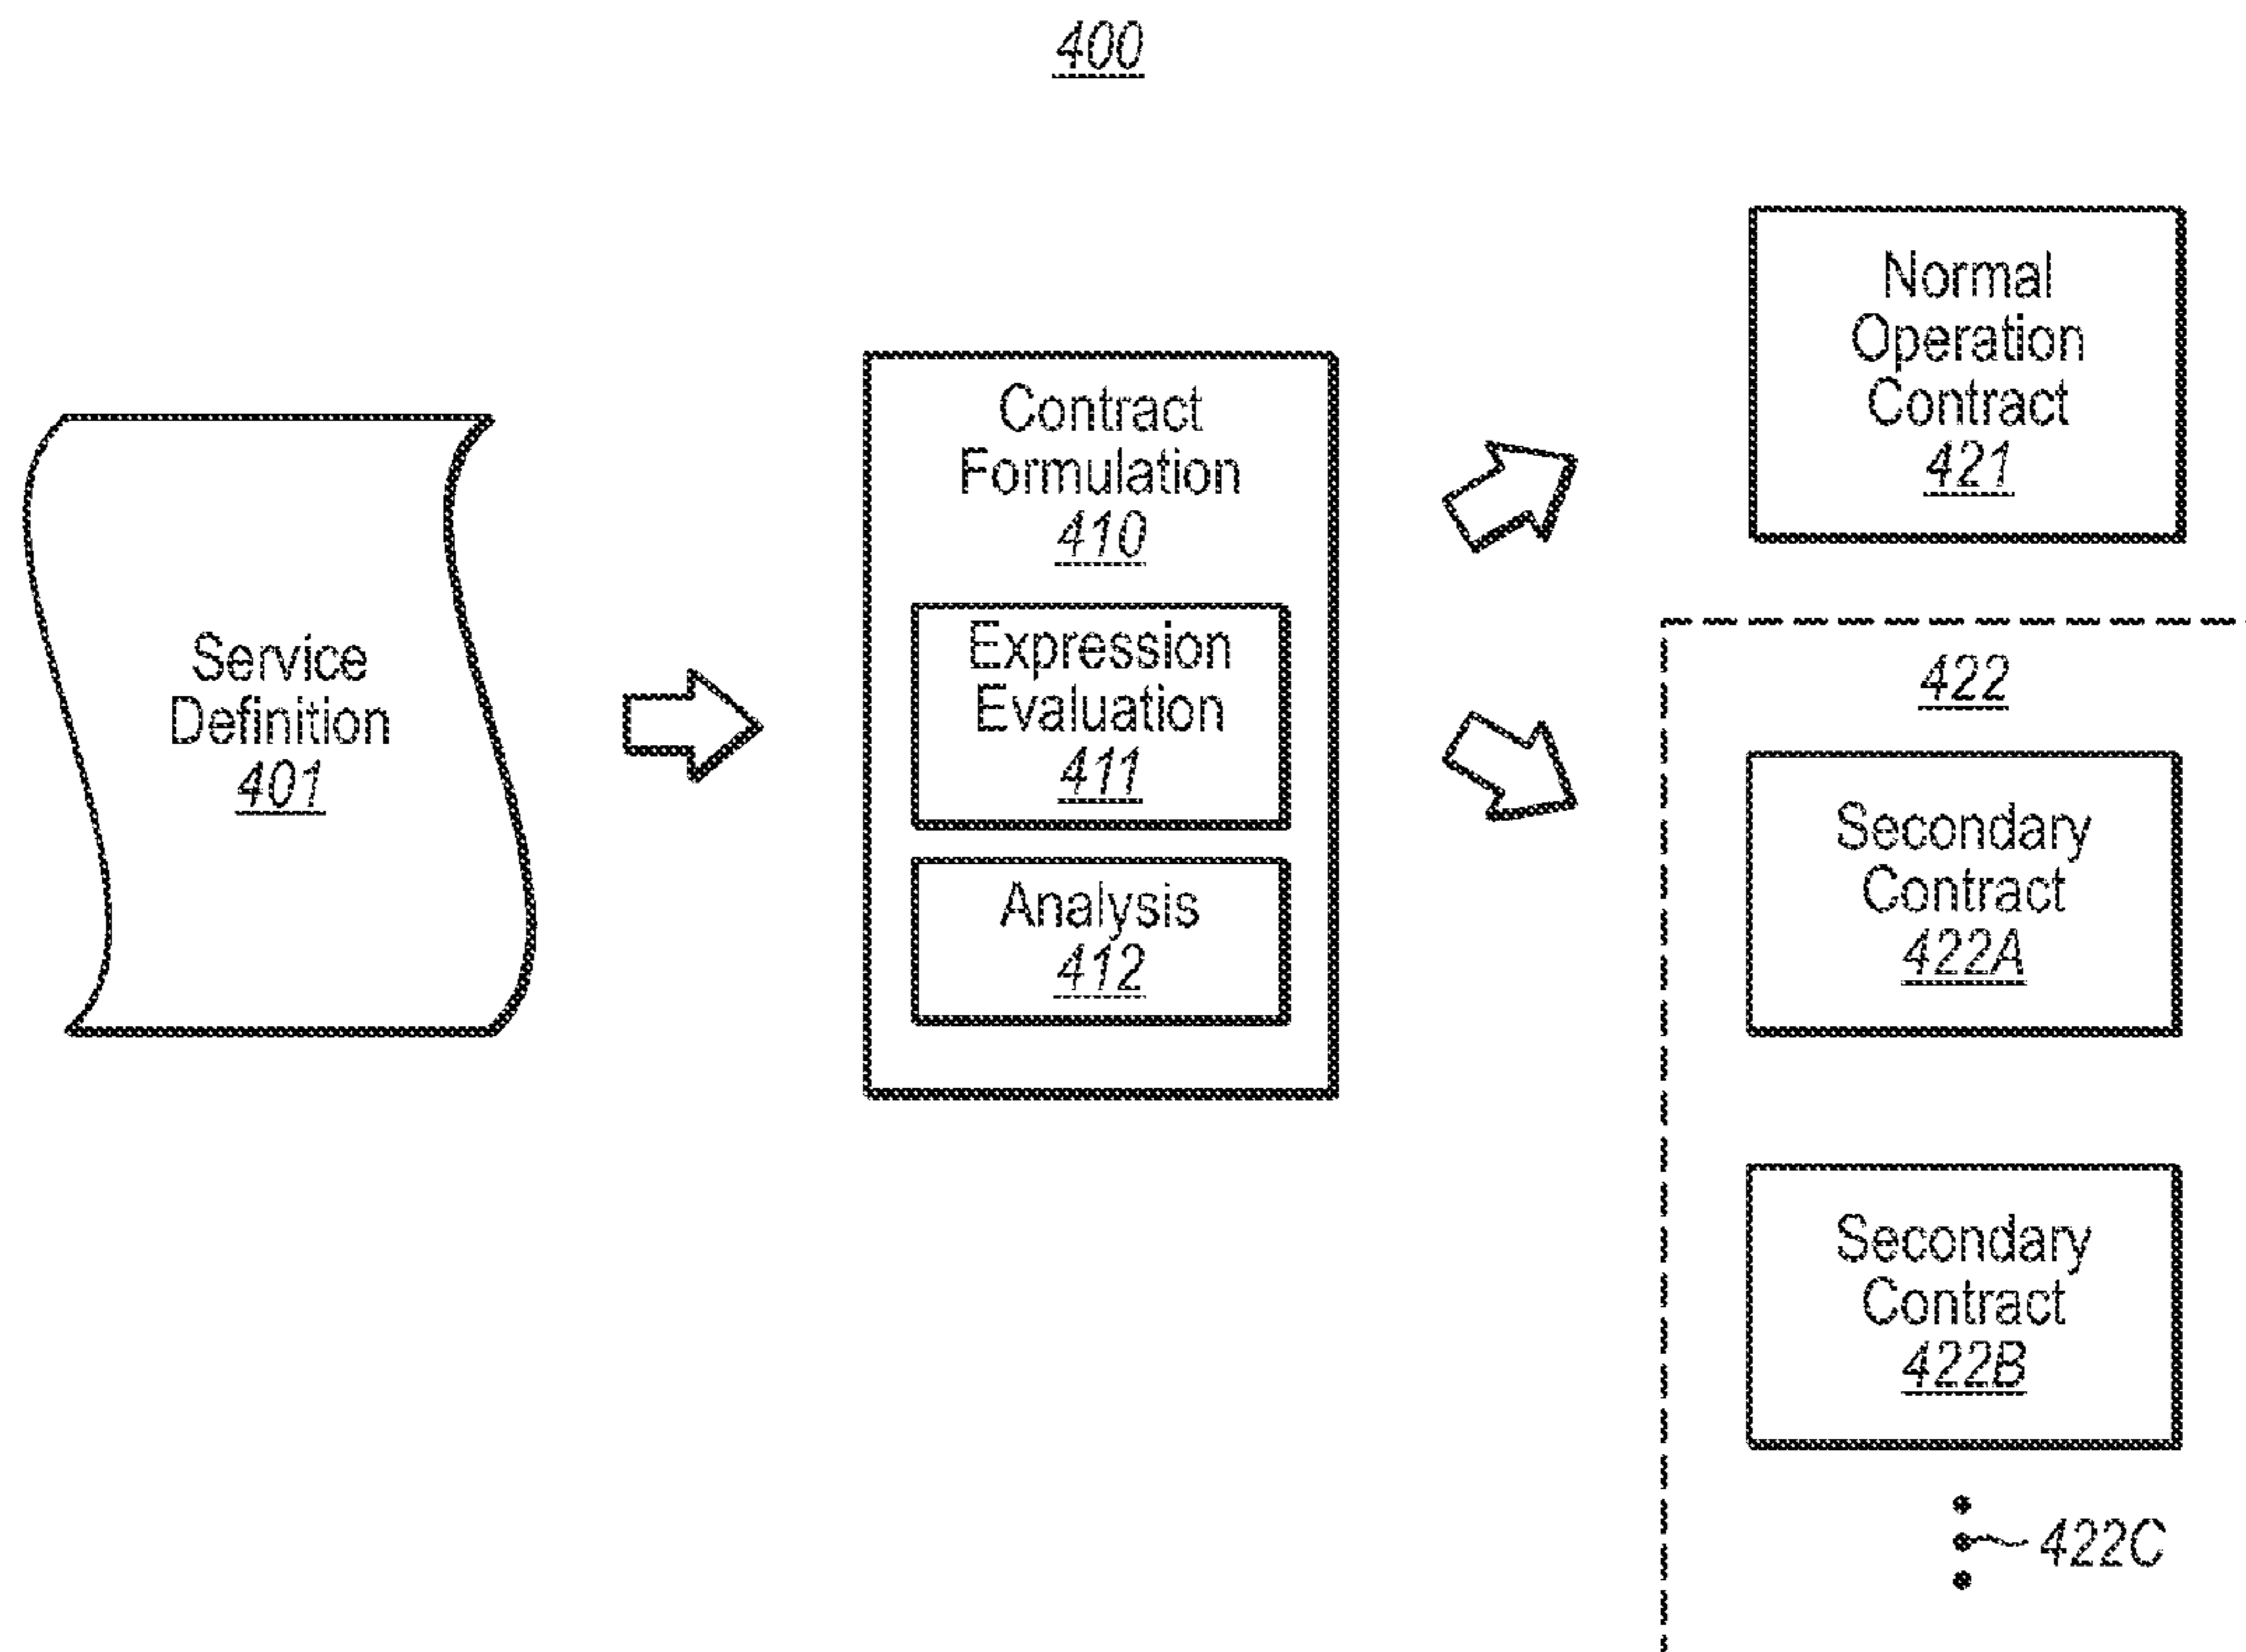 400
Service
Definition
401
Contract
Formulation
410
Expression
Evaluation
411
Analysis
412
Normal
Operation
Contract
421
422
Secondary
Contract
422A
Secondary
Contract
422B
422C